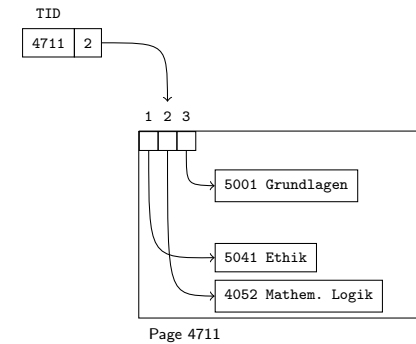 TID
4711 2
1 2 3
5001 Grundlagen
5041 Ethik
4052 Mathem. Logik
Page 4711